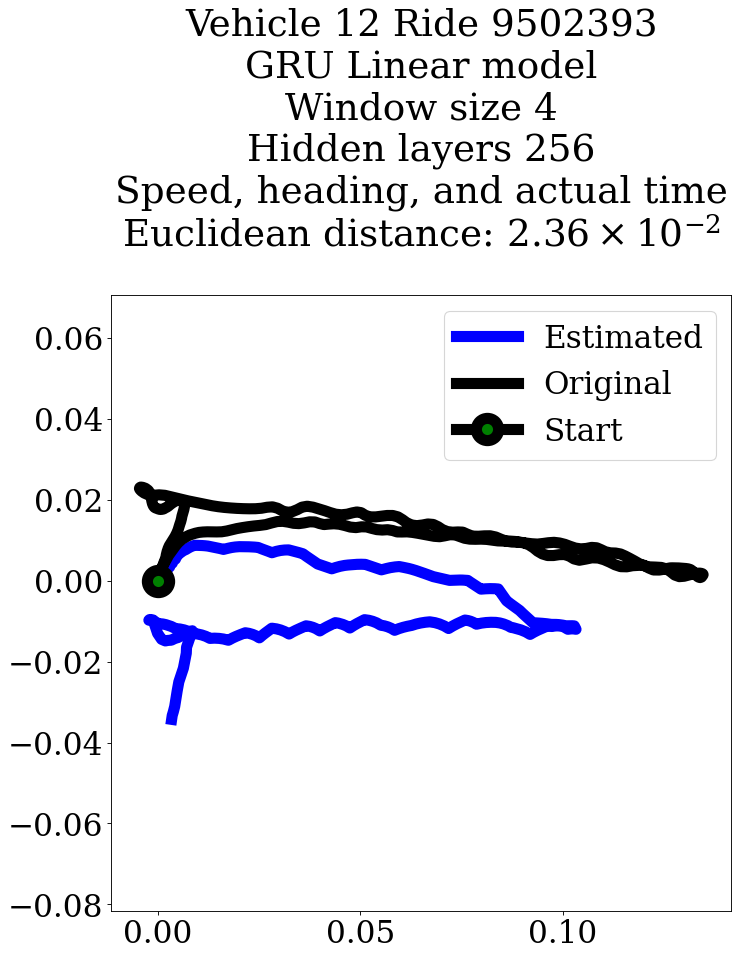 Vehicle 12 Ride 9502393
GRU Linear model
Window size 4
Hidden layers 256
Speed, heading, and actual time
Euclidean distance: 2.36 × 10⁻²
Estimated
Original
Start
0.06
0.04
0.02
0.00
−0.02
−0.04
−0.06
−0.08
0.00 0.05 0.10